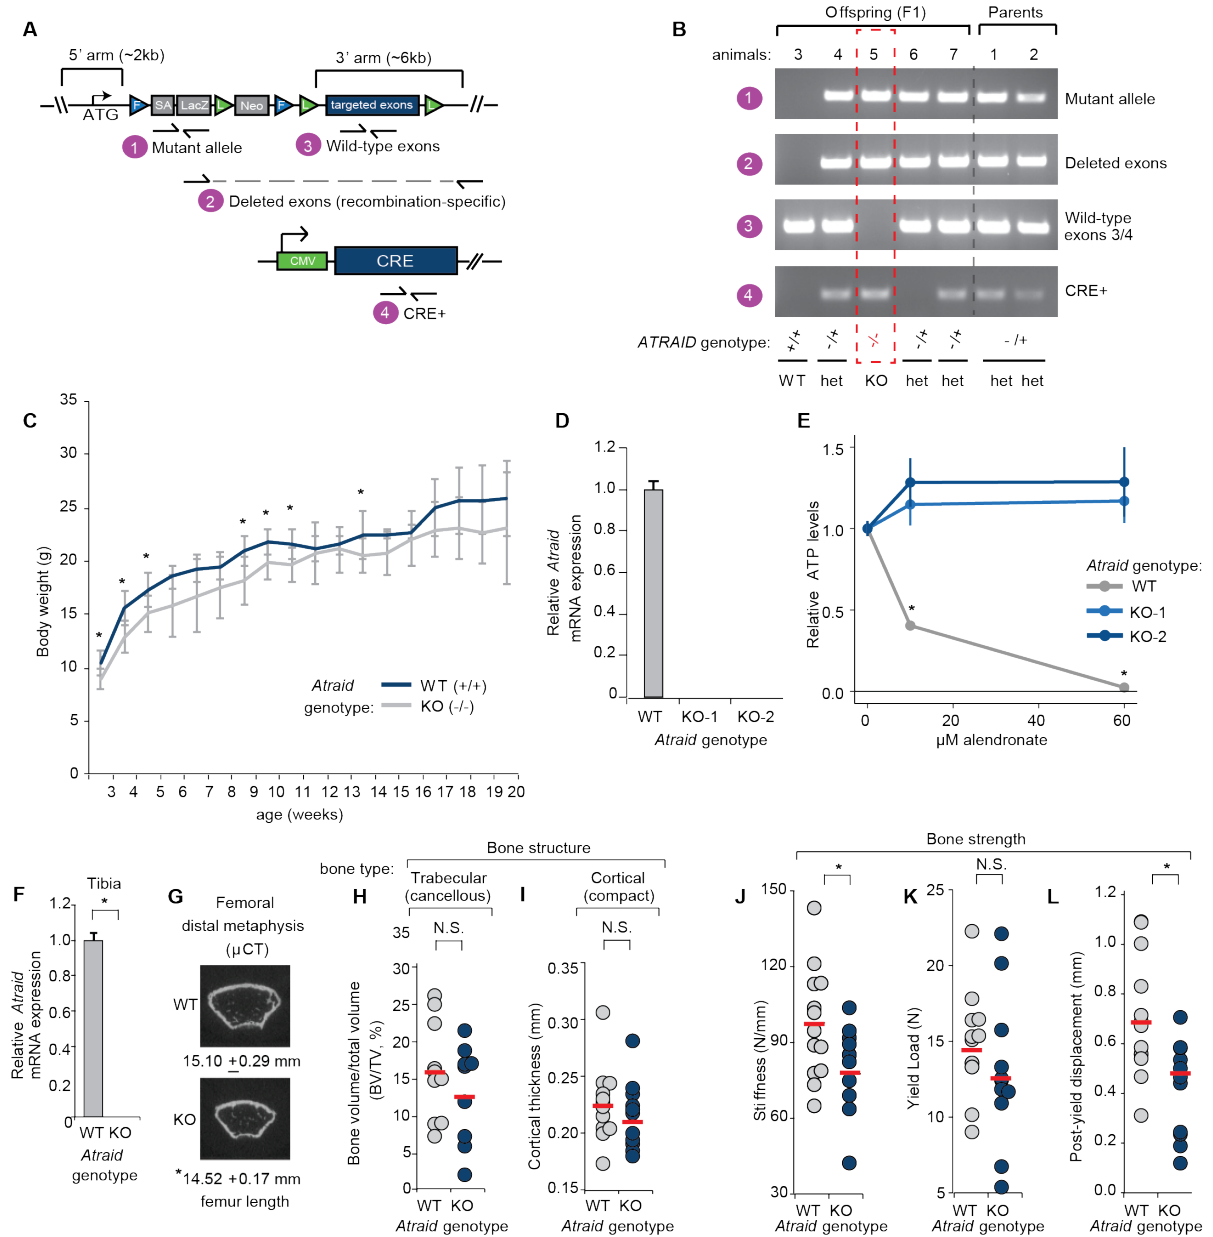 A
5’ arm (~2kb)
3’ arm (~6kb)
ATG
F
SA
LacZ
L
Neo
F
L
targeted exons
L
1 Mutant allele
3 Wild-type exons
2 Deleted exons (recombination-specific)
CMV
CRE
4 CRE+
B
Offspring (F1)
Parents
animals: 3 4 5 6 7 1 2
1 Mutant allele
2 Deleted exons
3 Wild-type
exons 3/4
4 CRE+
ATRAID genotype: +/+ -/+ -/- -/+ -/+ - /+
WT het KO het het het het
C
35
30
25
20
15
10
5
0
Body weight (g)
* * * * * * *
Atraid
genotype:
WT (+/+)
KO (-/-)
3 4 5 6 7 8 9 10 11 12 13 14 15 16 17 18 19 20
age (weeks)
D
1.2
1.0
0.8
0.6
0.4
0.2
0
Relative Atraid
mRNA expression
WT KO-1 KO-2
Atraid genotype
E
1.5
1.0
0.5
0.0
Relative ATP levels
*
*
Atraid genotype:
WT
KO-1
KO-2
0 20 40 60
µM alendronate
F
Tibia
*
1.2
1.0
0.8
0.6
0.4
0.2
0
Relative Atraid
mRNA expression
WT KO
Atraid
genotype
G
Femoral
distal metaphysis
(µCT)
WT
15.10 +0.29 mm
KO
*14.52 +0.17 mm
femur length
Bone structure
bone type:
H
Trabecular
(cancellous)
N.S.
35
30
25
20
15
10
5
0
Bone volume/total volume
(BV/TV, %)
WT KO
Atraid genotype
I
Cortical
(compact)
N.S.
0.35
0.30
0.25
0.20
0.15
Cortical thickness (mm)
WT KO
Atraid genotype
Bone strength
J
*
150
120
90
60
30
Stiffness (N/mm)
WT KO
Atraid genotype
K
N.S.
25
20
15
10
5
Yield Load (N)
WT KO
Atraid genotype
L
*
1.2
1.0
0.8
0.6
0.4
0.2
0.0
Post-yield displacement (mm)
WT KO
Atraid genotype